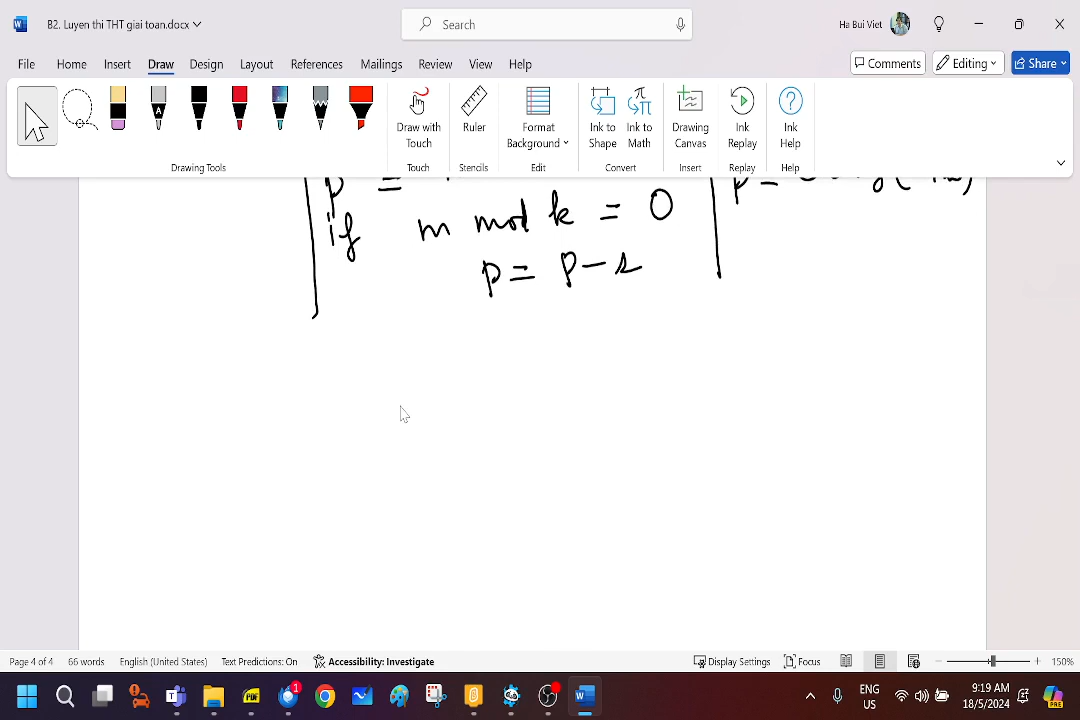 B2. Luyen thi THT giai toan.docx
Search
Ha Bui Viet
File Home Insert Draw Design Layout References Mailings Review View Help
Comments Editing Share
Draw with Touch
Ruler
Format Background
Ink to Shape
Ink to Math
Drawing Canvas
Ink Replay
Ink Help
Drawing Tools Touch Stencils Edit Convert Insert Replay Help
p =
if m mod k = 0
p = p - 1
Page 4 of 4 66 words English (United States) Text Predictions: On Accessibility: Investigate Display Settings Focus 150%
1 ENG US 9:19 AM 18/5/2024 PRE